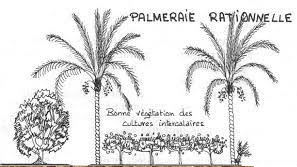 PALMERAIE RATIONNELLE
Bonne végétation des
cultures intercalaires